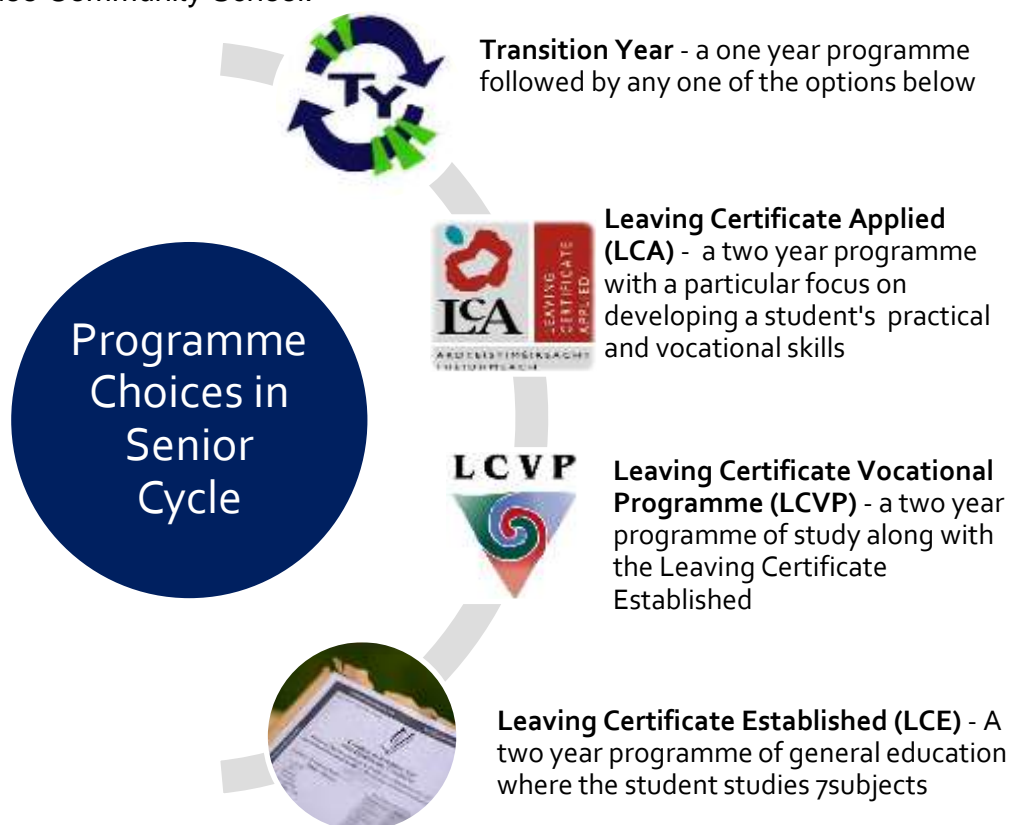 Community School.
Transition Year - a one year programme
followed by any one of the options below
TY
Leaving Certificate Applied
(LCA) - a two year programme
with a particular focus on
developing a student's practical
and vocational skills
LCA
LEAVING
CERTIFICATE
APPLIED
Programme
Choices in
Senior
Cycle
LCVP
Leaving Certificate Vocational
Programme (LCVP) - a two year
programme of study along with
the Leaving Certificate
Established
Leaving Certificate Established (LCE) - A
two year programme of general education
where the student studies 7subjects